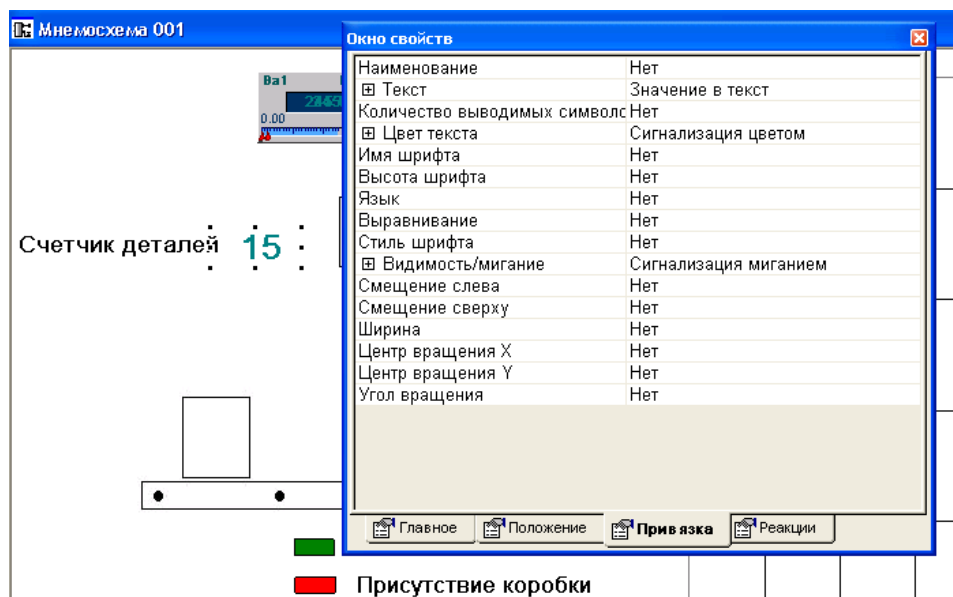 Мнемосхема 001
Окно свойств
Ba1
0.00
Наименование Нет
Текст Значение в текст
Количество выводимых символс Нет
Цвет текста Сигнализация цветом
Имя шрифта Нет
Высота шрифта Нет
Язык Нет
Выравнивание Нет
Стиль шрифта Нет
Видимость/мигание Сигнализация миганием
Смещение слева Нет
Смещение сверху Нет
Ширина Нет
Центр вращения X Нет
Центр вращения Y Нет
Угол вращения Нет
Счетчик деталей 15
Главное Положение Привязка Реакции
Присутствие коробки